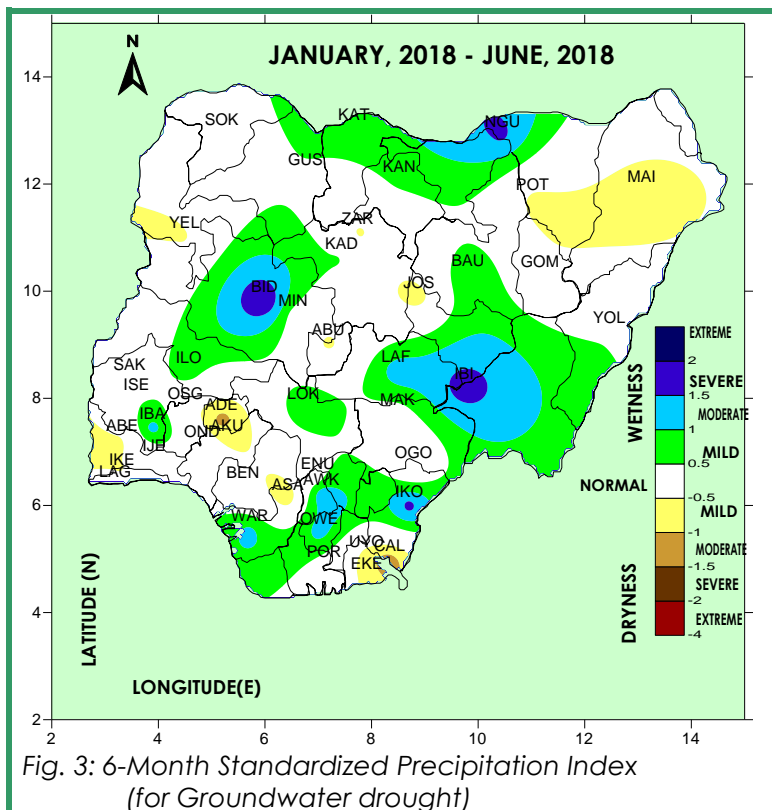 JANUARY, 2018 - JUNE, 2018
N
14
12
10
8
6
4
2
SOK
KAT
NGU
GUS
KAN
POT
MAI
YEL
ZAR
KAD
BAU
GOM
JOS
BID
MIN
YOL
ABU
ILO
LAF
IBI
SAK
ISE
OSG
LOK
MAK
IBA
ADE
ABE
AKU
OND
IJE
OGO
IKE
LAG
BEN
ENU
AWK
ASA
IKO
WAR
OWE
UYO
CAL
POR
EKE
WETNESS
DRYNESS
EXTREME
2
SEVERE
1.5
MODERATE
1
MILD
0.5
NORMAL
-0.5
MILD
-1
MODERATE
-1.5
SEVERE
-2
EXTREME
-4
LATITUDE (N)
LONGITUDE(E)
2
4
6
8
10
12
14
Fig. 3: 6-Month Standardized Precipitation Index
(for Groundwater drought)